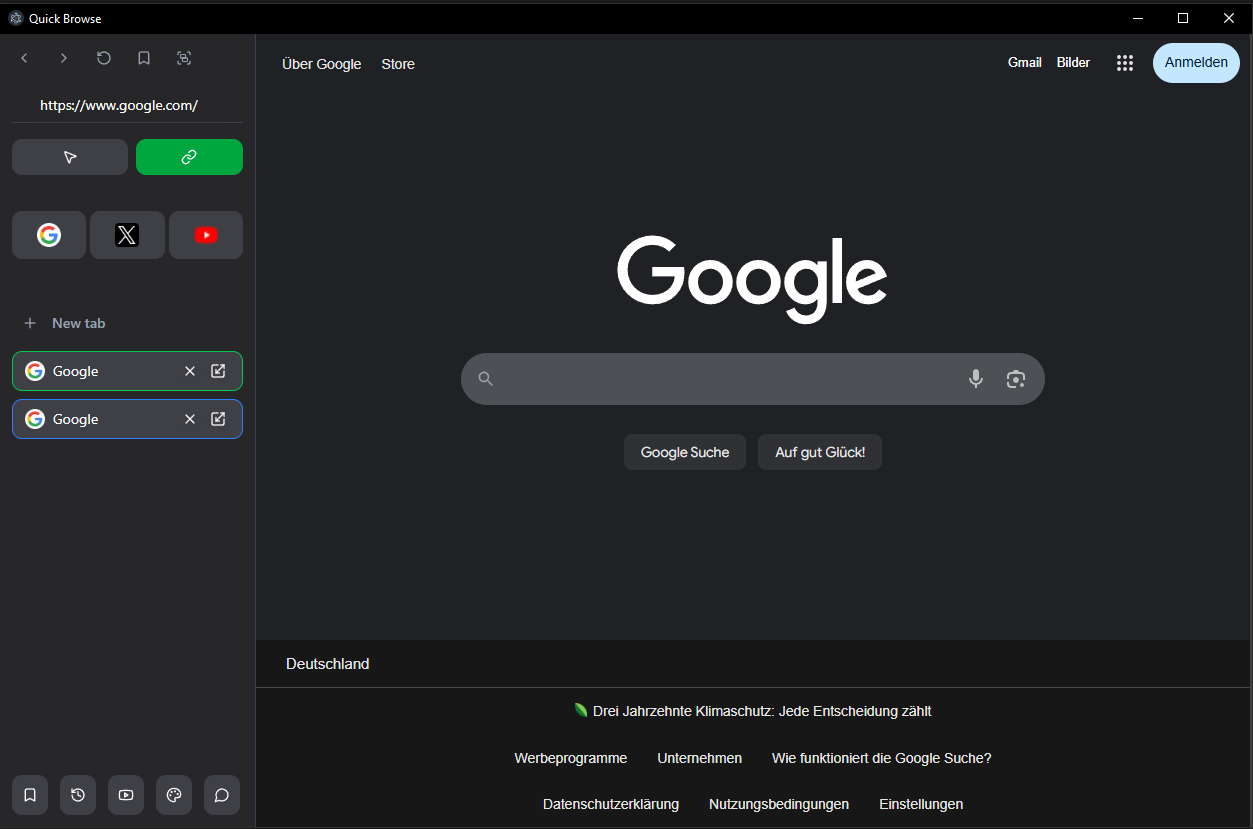 Quick Browse
https://www.google.com/
New tab
Google
Google
Über Google Store
Gmail Bilder Anmelden
Google
Google Suche Auf gut Glück!
Deutschland
Drei Jahrzehnte Klimaschutz: Jede Entscheidung zählt
Werbeprogramme Unternehmen Wie funktioniert die Google Suche?
Datenschutzerklärung Nutzungsbedingungen Einstellungen